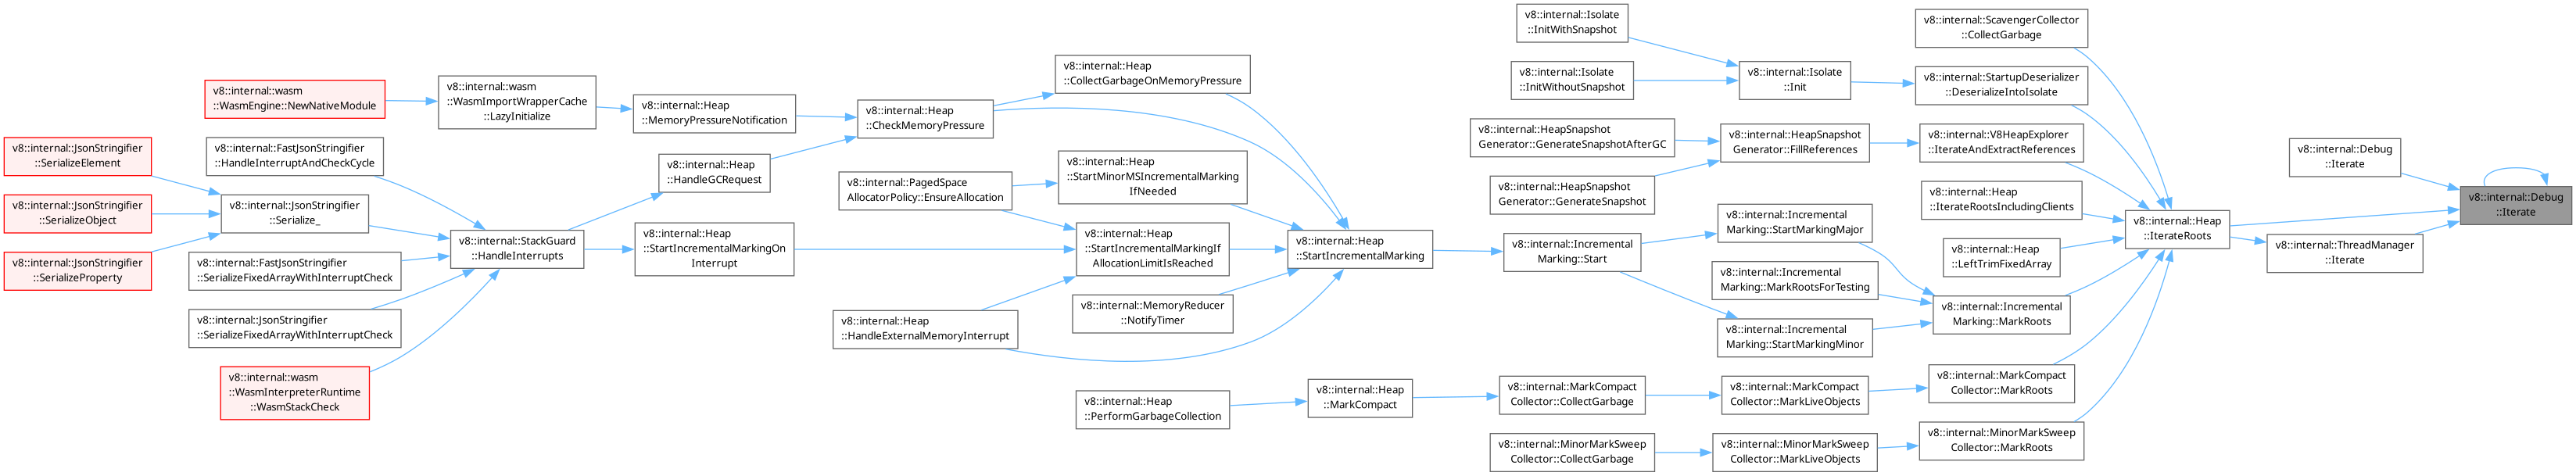 v8::internal::Debug
::Iterate
v8::internal::Debug
::Iterate
v8::internal::Heap
::IterateRoots
v8::internal::ThreadManager
::Iterate
v8::internal::ScavengerCollector
::CollectGarbage
v8::internal::StartupDeserializer
::DeserializeIntoIsolate
v8::internal::Isolate
::Init
v8::internal::Isolate
::InitWithSnapshot
v8::internal::Isolate
::InitWithoutSnapshot
v8::internal::V8HeapExplorer
::IterateAndExtractReferences
v8::internal::HeapSnapshot
Generator::FillReferences
v8::internal::HeapSnapshot
Generator::GenerateSnapshotAfterGC
v8::internal::HeapSnapshot
Generator::GenerateSnapshot
v8::internal::Heap
::IterateRootsIncludingClients
v8::internal::Heap
::LeftTrimFixedArray
v8::internal::Incremental
Marking::MarkRoots
v8::internal::Incremental
Marking::StartMarkingMajor
v8::internal::Incremental
Marking::MarkRootsForTesting
v8::internal::Incremental
Marking::StartMarkingMinor
v8::internal::Incremental
Marking::Start
v8::internal::Heap
::StartIncrementalMarking
v8::internal::Heap
::CollectGarbageOnMemoryPressure
v8::internal::Heap
::CheckMemoryPressure
v8::internal::Heap
::MemoryPressureNotification
v8::internal::wasm
::WasmImportWrapperCache
::LazyInitialize
v8::internal::wasm
::WasmEngine::NewNativeModule
v8::internal::Heap
::HandleGCRequest
v8::internal::StackGuard
::HandleInterrupts
v8::internal::FastJsonStringifier
::HandleInterruptAndCheckCycle
v8::internal::JsonStringifier
::Serialize_
v8::internal::JsonStringifier
::SerializeElement
v8::internal::JsonStringifier
::SerializeObject
v8::internal::JsonStringifier
::SerializeProperty
v8::internal::FastJsonStringifier
::SerializeFixedArrayWithInterruptCheck
v8::internal::JsonStringifier
::SerializeFixedArrayWithInterruptCheck
v8::internal::wasm
::WasmInterpreterRuntime
::WasmStackCheck
v8::internal::Heap
::StartMinorMSIncrementalMarking
IfNeeded
v8::internal::PagedSpace
AllocatorPolicy::EnsureAllocation
v8::internal::Heap
::StartIncrementalMarkingIf
AllocationLimitIsReached
v8::internal::Heap
::StartIncrementalMarkingOn
Interrupt
v8::internal::Heap
::HandleExternalMemoryInterrupt
v8::internal::MemoryReducer
::NotifyTimer
v8::internal::MarkCompact
Collector::MarkRoots
v8::internal::MarkCompact
Collector::MarkLiveObjects
v8::internal::MarkCompact
Collector::CollectGarbage
v8::internal::Heap
::MarkCompact
v8::internal::Heap
::PerformGarbageCollection
v8::internal::MinorMarkSweep
Collector::MarkRoots
v8::internal::MinorMarkSweep
Collector::MarkLiveObjects
v8::internal::MinorMarkSweep
Collector::CollectGarbage